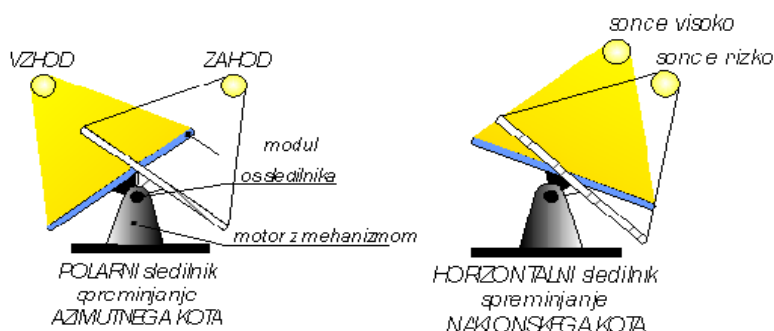 VZHOD
ZAHOD
modul
os sledilnika
motor z mehanizmom
POLARNI sledilnik
spreminjanje
AZIMUTNEGA KOTA
sonce visoko
sonce rizko
HORIZONTALNI sledilnik
spreminjanje
NAKLONSKEGA KOTA